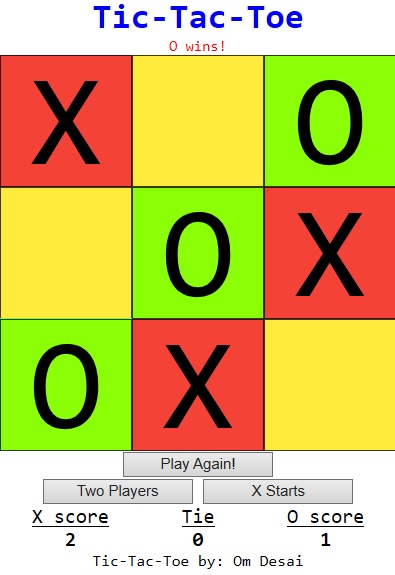 Tic-Tac-Toe
O wins!
X O
O X
O X
Play Again!
Two Players X Starts
X score Tie O score
2 0 1
Tic-Tac-Toe by: Om Desai